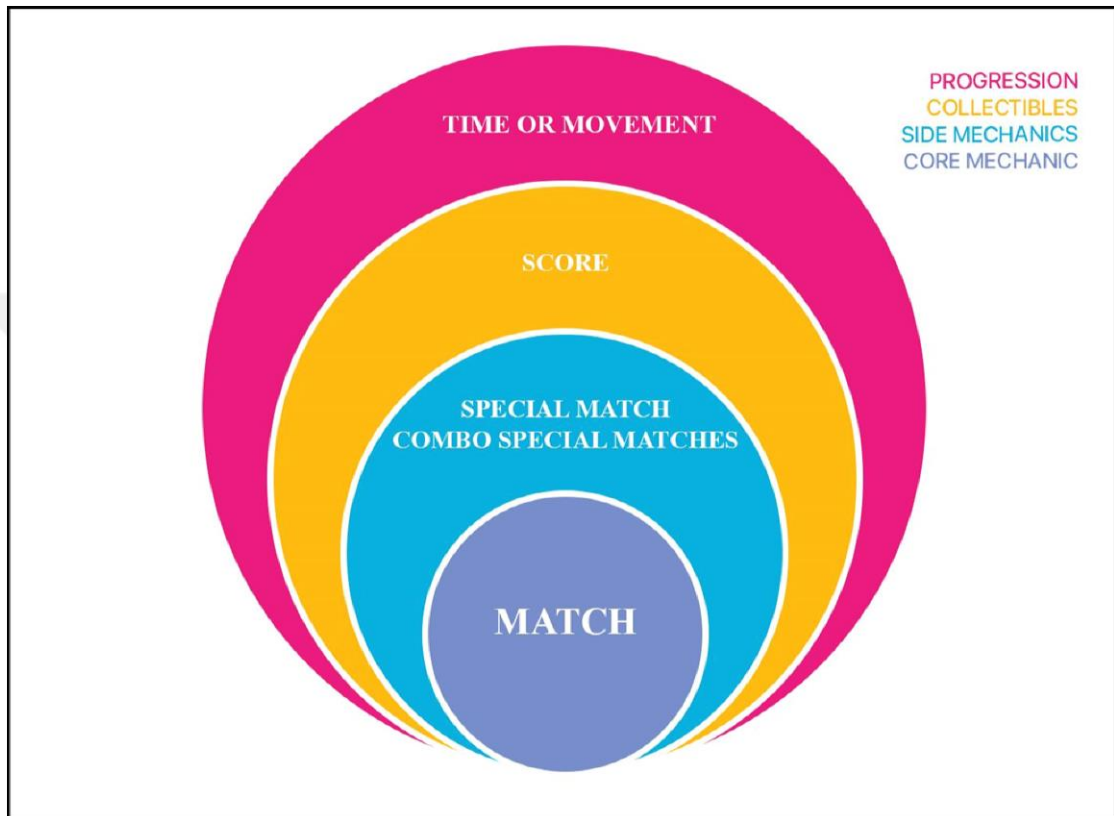 PROGRESSION
COLLECTIBLES
SIDE MECHANICS
CORE MECHANIC
TIME OR MOVEMENT
SCORE
SPECIAL MATCH
COMBO SPECIAL MATCHES
MATCH